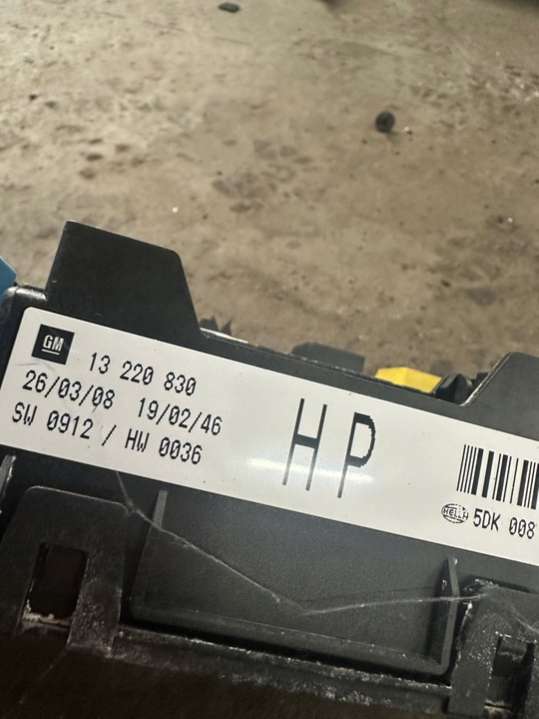 GM 13 220 830
26/03/08 19/02/46
SW 0912 / HW 0036
HP
HELLA 5DK 008